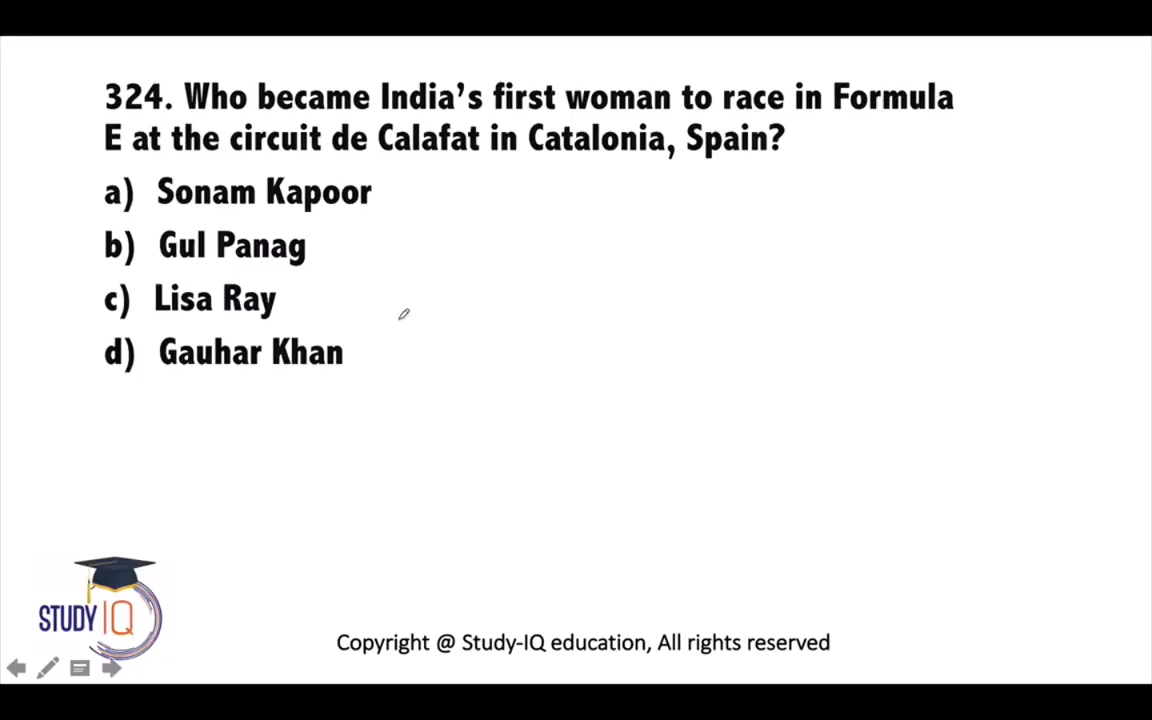 324. Who became India’s first woman to race in Formula
E at the circuit de Calafat in Catalonia, Spain?
a) Sonam Kapoor
b) Gul Panag
c) Lisa Ray
d) Gauhar Khan
STUDY IQ
Copyright @ Study-IQ education, All rights reserved